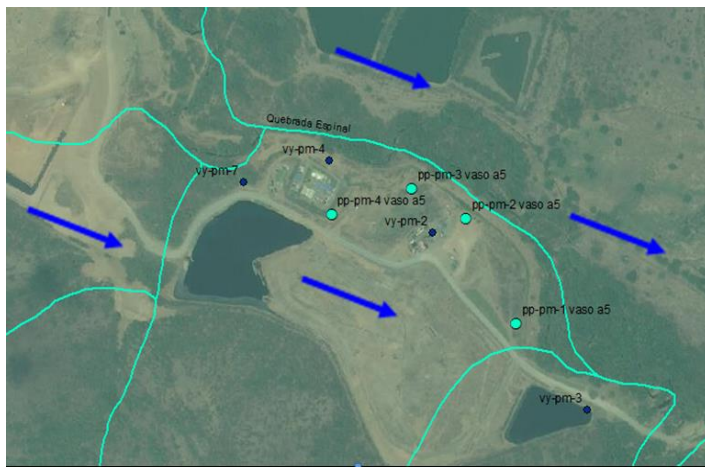 Quebrada Espinal
vy-pm-4
vy-pm-7
pp-pm-3 vaso a5
pp-pm-4 vaso a5
pp-pm-2 vaso a5
vy-pm-2
pp-pm-1 vaso a5
vy-pm-3